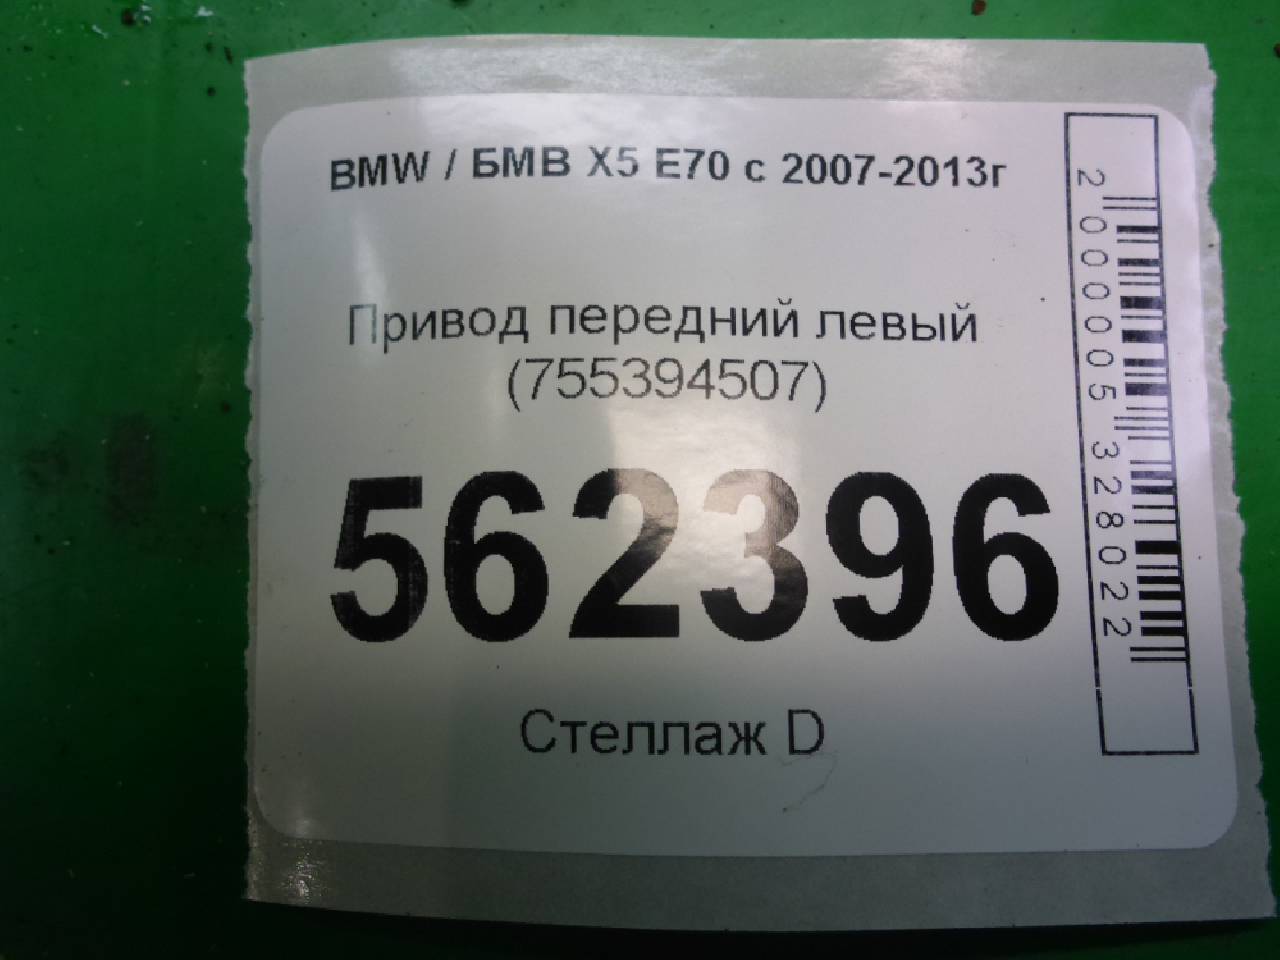 BMW / БМВ X5 E70 с 2007-2013г
Привод передний левый
(755394507)
562396
Стеллаж D
2000005328022